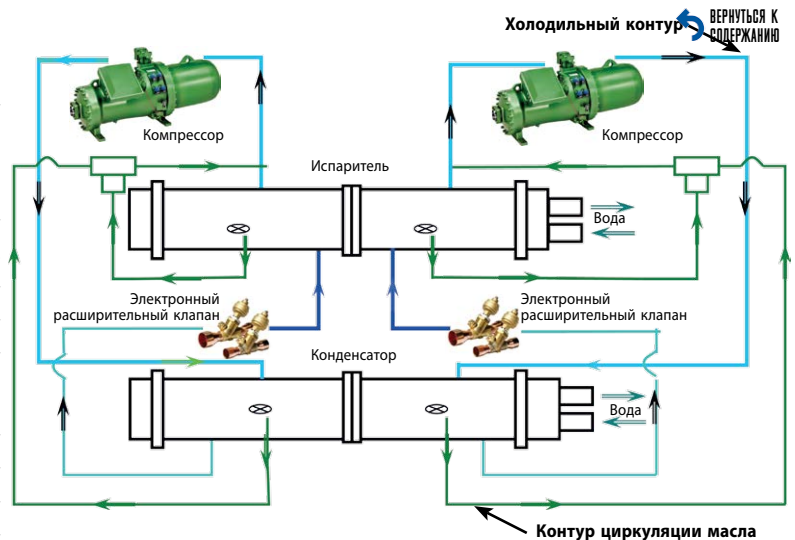 Холодильный контур
ВЕРНУТЬСЯ К
СОДЕРЖАНИЮ
Компрессор
Компрессор
Испаритель
Вода
Электронный
расширительный клапан
Электронный
расширительный клапан
Конденсатор
Вода
Контур циркуляции масла